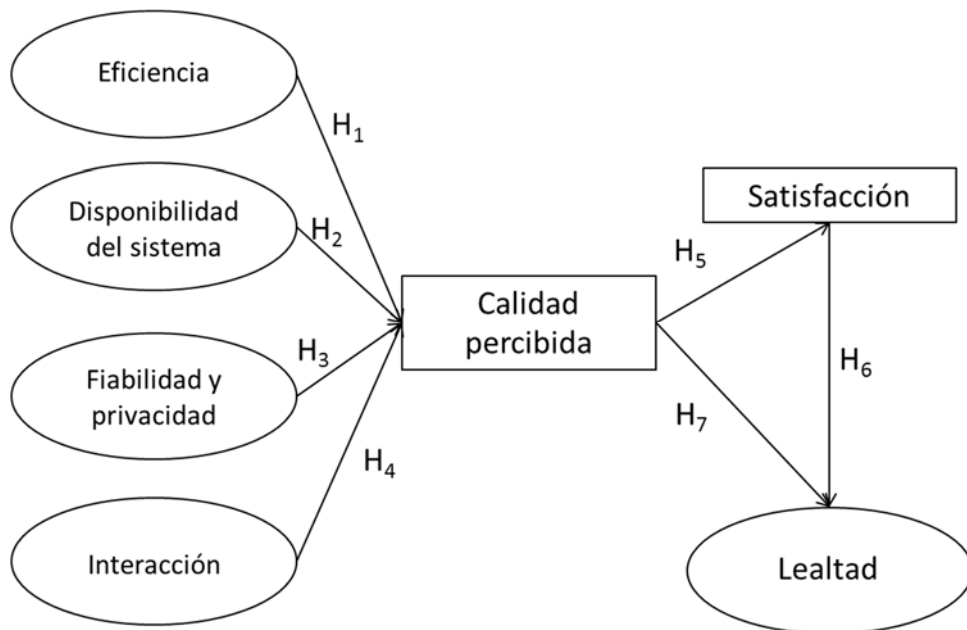 Eficiencia
H₁
Disponibilidad
del sistema
H₂
Fiabilidad y
privacidad
H₃
Interacción
H₄
Calidad
percibida
H₅
Satisfacción
H₆
H₇
Lealtad